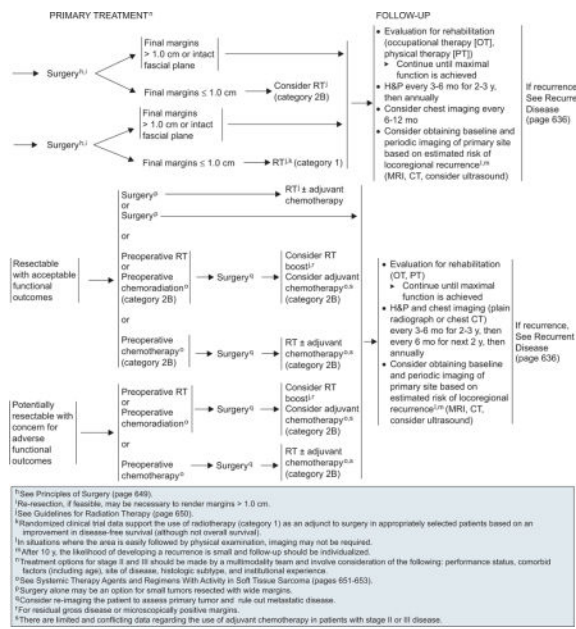 PRIMARY TREATMENTⁿ
FOLLOW-UP
Surgeryʰ,ⁱ
Final margins
> 1.0 cm or intact
fascial plane
Final margins ≤ 1.0 cm
Consider RTʲ
(category 2B)
Surgeryʰ,ⁱ
Final margins
> 1.0 cm or intact
fascial plane
Final margins ≤ 1.0 cm
RTʲ,ᵏ (category 1)
• Evaluation for rehabilitation
(occupational therapy [OT],
physical therapy [PT])
➤ Continue until maximal
function is achieved
• H&P every 3-6 mo for 2-3 y,
then annually
• Consider chest imaging every
6-12 mo
• Consider obtaining baseline and
periodic imaging of primary site
based on estimated risk of
locoregional recurrenceˡ,ᵐ
(MRI, CT, consider ultrasound)
If recurrence,
See Recurrent
Disease
(page 636)
Resectable
with acceptable
functional
outcomes
Surgeryᵖ
or
Surgeryᵖ
or
Preoperative RT
or
Preoperative
chemoradiationᵒ
(category 2B)
or
Preoperative
chemotherapyᵒ
(category 2B)
RTʲ ± adjuvant
chemotherapy
Surgery^q
Consider RT
boostʲ,ʳ
Consider adjuvant
chemotherapyᵒ,ˢ
(category 2B)
Surgery^q
RT ± adjuvant
chemotherapyᵒ,ˢ
(category 2B)
Potentially
resectable with
concern for
adverse
functional
outcomes
Preoperative RT
or
Preoperative
chemoradiationᵒ
or
Preoperative
chemotherapyᵒ
Surgery^q
Consider RT
boostʲ,ʳ
Consider adjuvant
chemotherapyᵒ,ˢ
(category 2B)
Surgery^q
RT ± adjuvant
chemotherapyᵒ,ˢ
(category 2B)
• Evaluation for rehabilitation
(OT, PT)
➤ Continue until maximal
function is achieved
• H&P and chest imaging (plain
radiograph or chest CT)
every 3-6 mo for 2-3 y, then
every 6 mo for next 2 y, then
annually
• Consider obtaining baseline
and periodic imaging of
primary site based on
estimated risk of locoregional
recurrenceˡ,ᵐ (MRI, CT,
consider ultrasound)
If recurrence,
See Recurrent
Disease
(page 636)
ʰSee Principles of Surgery (page 649).
ⁱRe-resection, if feasible, may be necessary to render margins > 1.0 cm.
ʲSee Guidelines for Radiation Therapy (page 650).
ᵏRandomized clinical trial data support the use of radiotherapy (category 1) as an adjunct to surgery in appropriately selected patients based on an
improvement in disease-free survival (although not overall survival).
ˡIn situations where the area is easily followed by physical examination, imaging may not be required.
ᵐAfter 10 y, the likelihood of developing a recurrence is small and follow-up should be individualized.
ⁿTreatment options for stage II and III should be made by a multimodality team and involve consideration of the following: performance status, comorbid
factors (including age), site of disease, histologic subtype, and institutional experience.
ᵒSee Systemic Therapy Agents and Regimens With Activity in Soft Tissue Sarcoma (pages 651-653).
ᵖSurgery alone may be an option for small tumors resected with wide margins.
^qConsider re-imaging the patient to assess primary tumor and rule out metastatic disease.
ʳFor residual gross disease or microscopically positive margins.
ˢThere are limited and conflicting data regarding the use of adjuvant chemotherapy in patients with stage II or III disease.